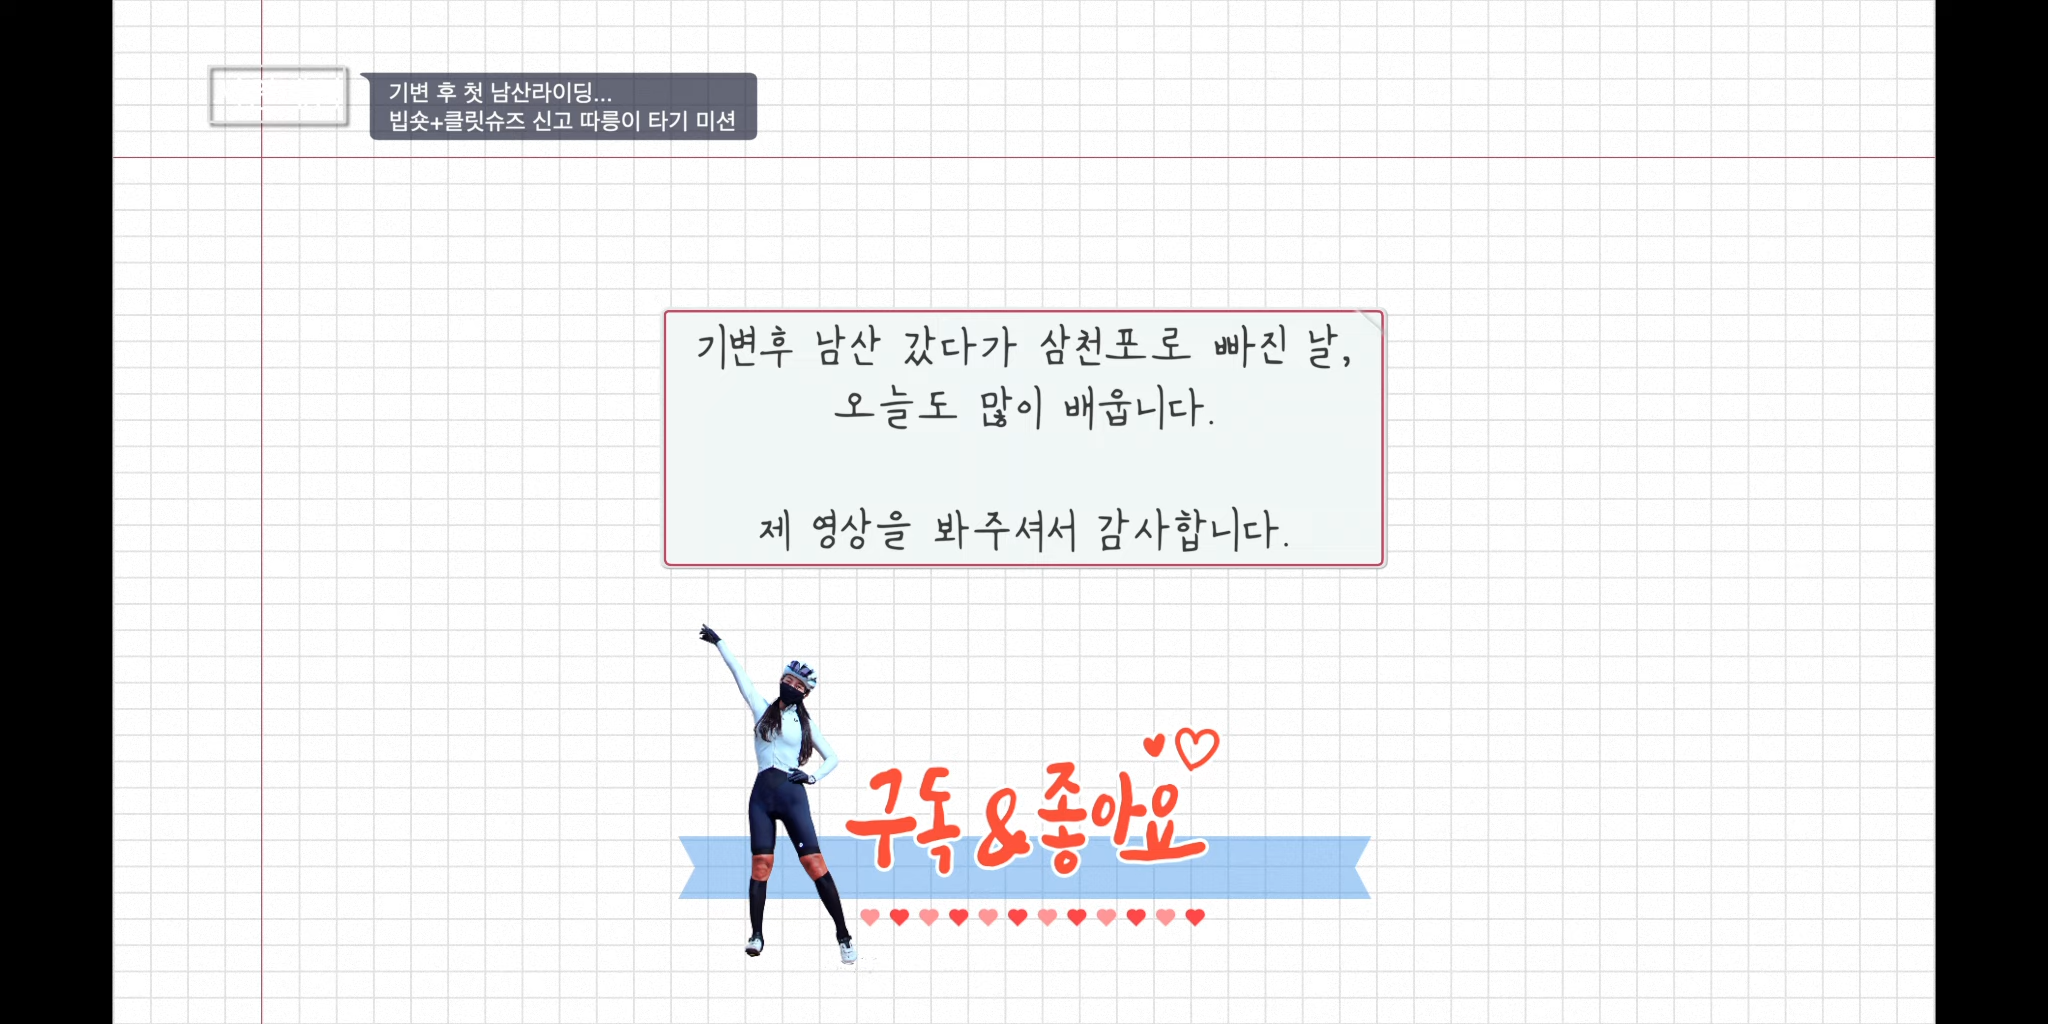 기변 후 첫 남산라이딩...
빕숏+클릿슈즈 신고 따릉이 타기 미션
기변후 남산 갔다가 삼천포로 빠진 날,
오늘도 많이 배웁니다.
제 영상을 봐주셔서 감사합니다.
구독&좋아요